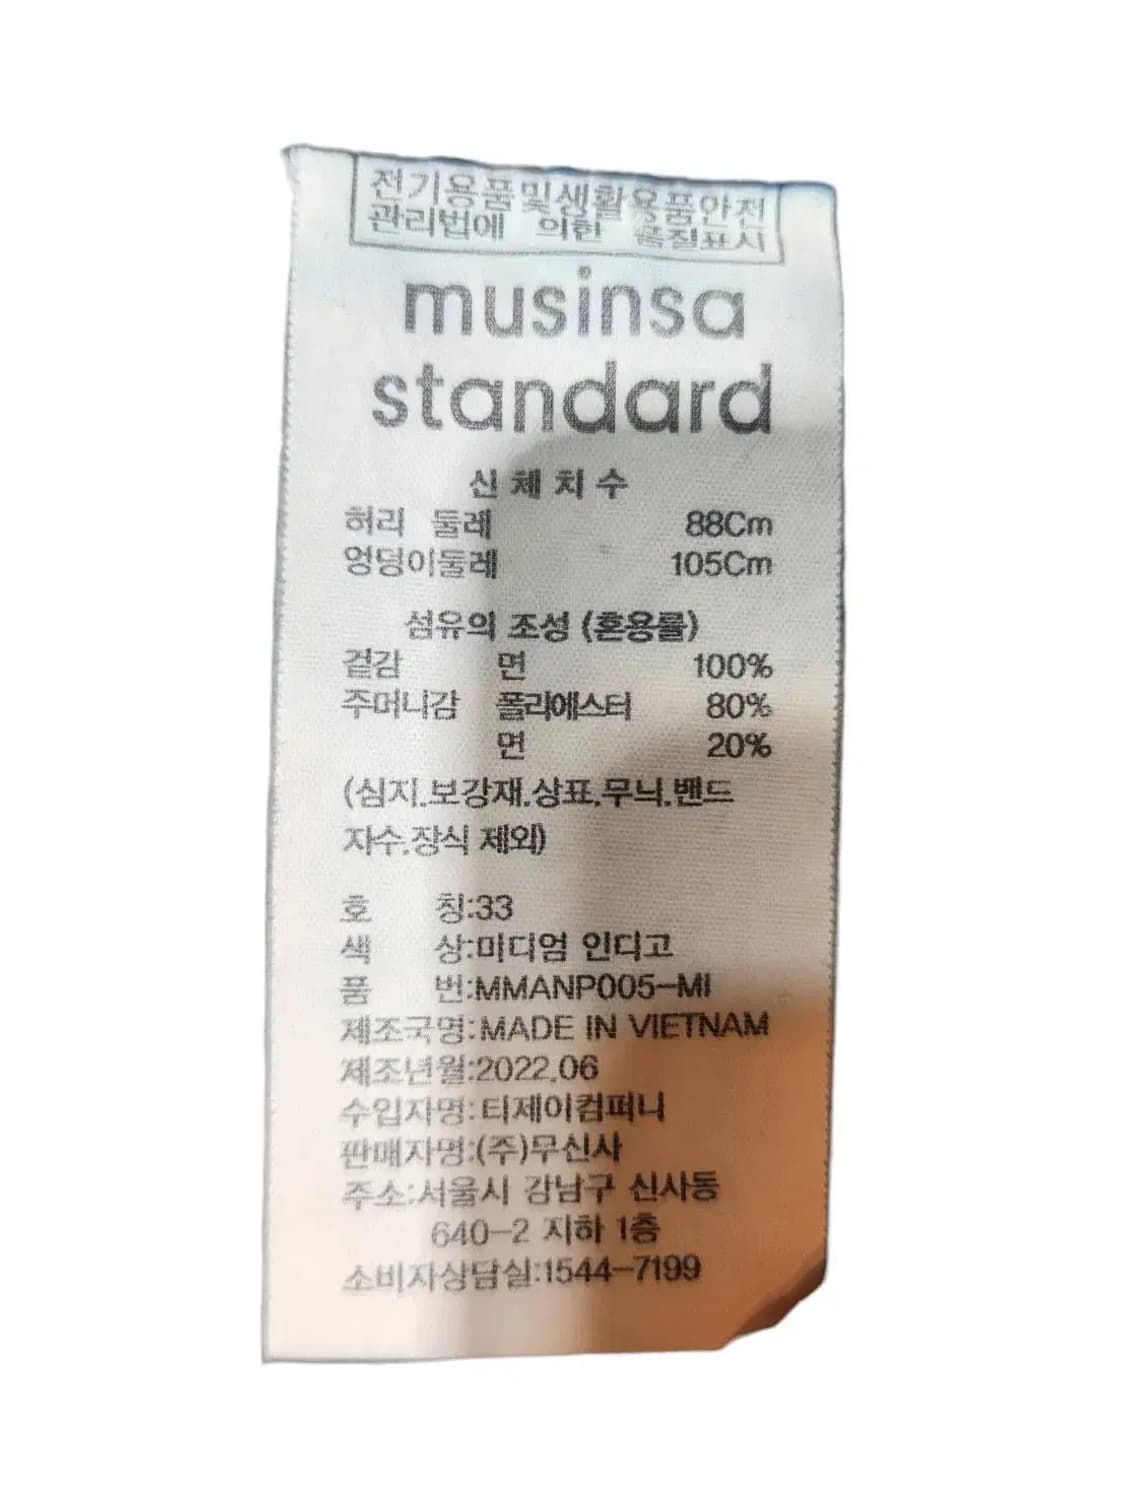 전기용품및생활용품안전
관리법에 의한 품질표시
musinsa
standard
신체치수
허리 둘레 88Cm
엉덩이둘레 105Cm
섬유의 조성 (혼용률)
겉감 면 100%
주머니감 폴리에스터 80%
면 20%
(심지.보강재.상표.무늬.밴드
자수.장식 제외)
호 칭:33
색 상:미디엄 인디고
품 번:MMANP005-MI
제조국명:MADE IN VIETNAM
제조년월:2022.06
수입자명:티제이컴퍼니
판매자명:(주)무신사
주소:서울시 강남구 신사동
640-2 지하 1층
소비자상담실:1544-7199